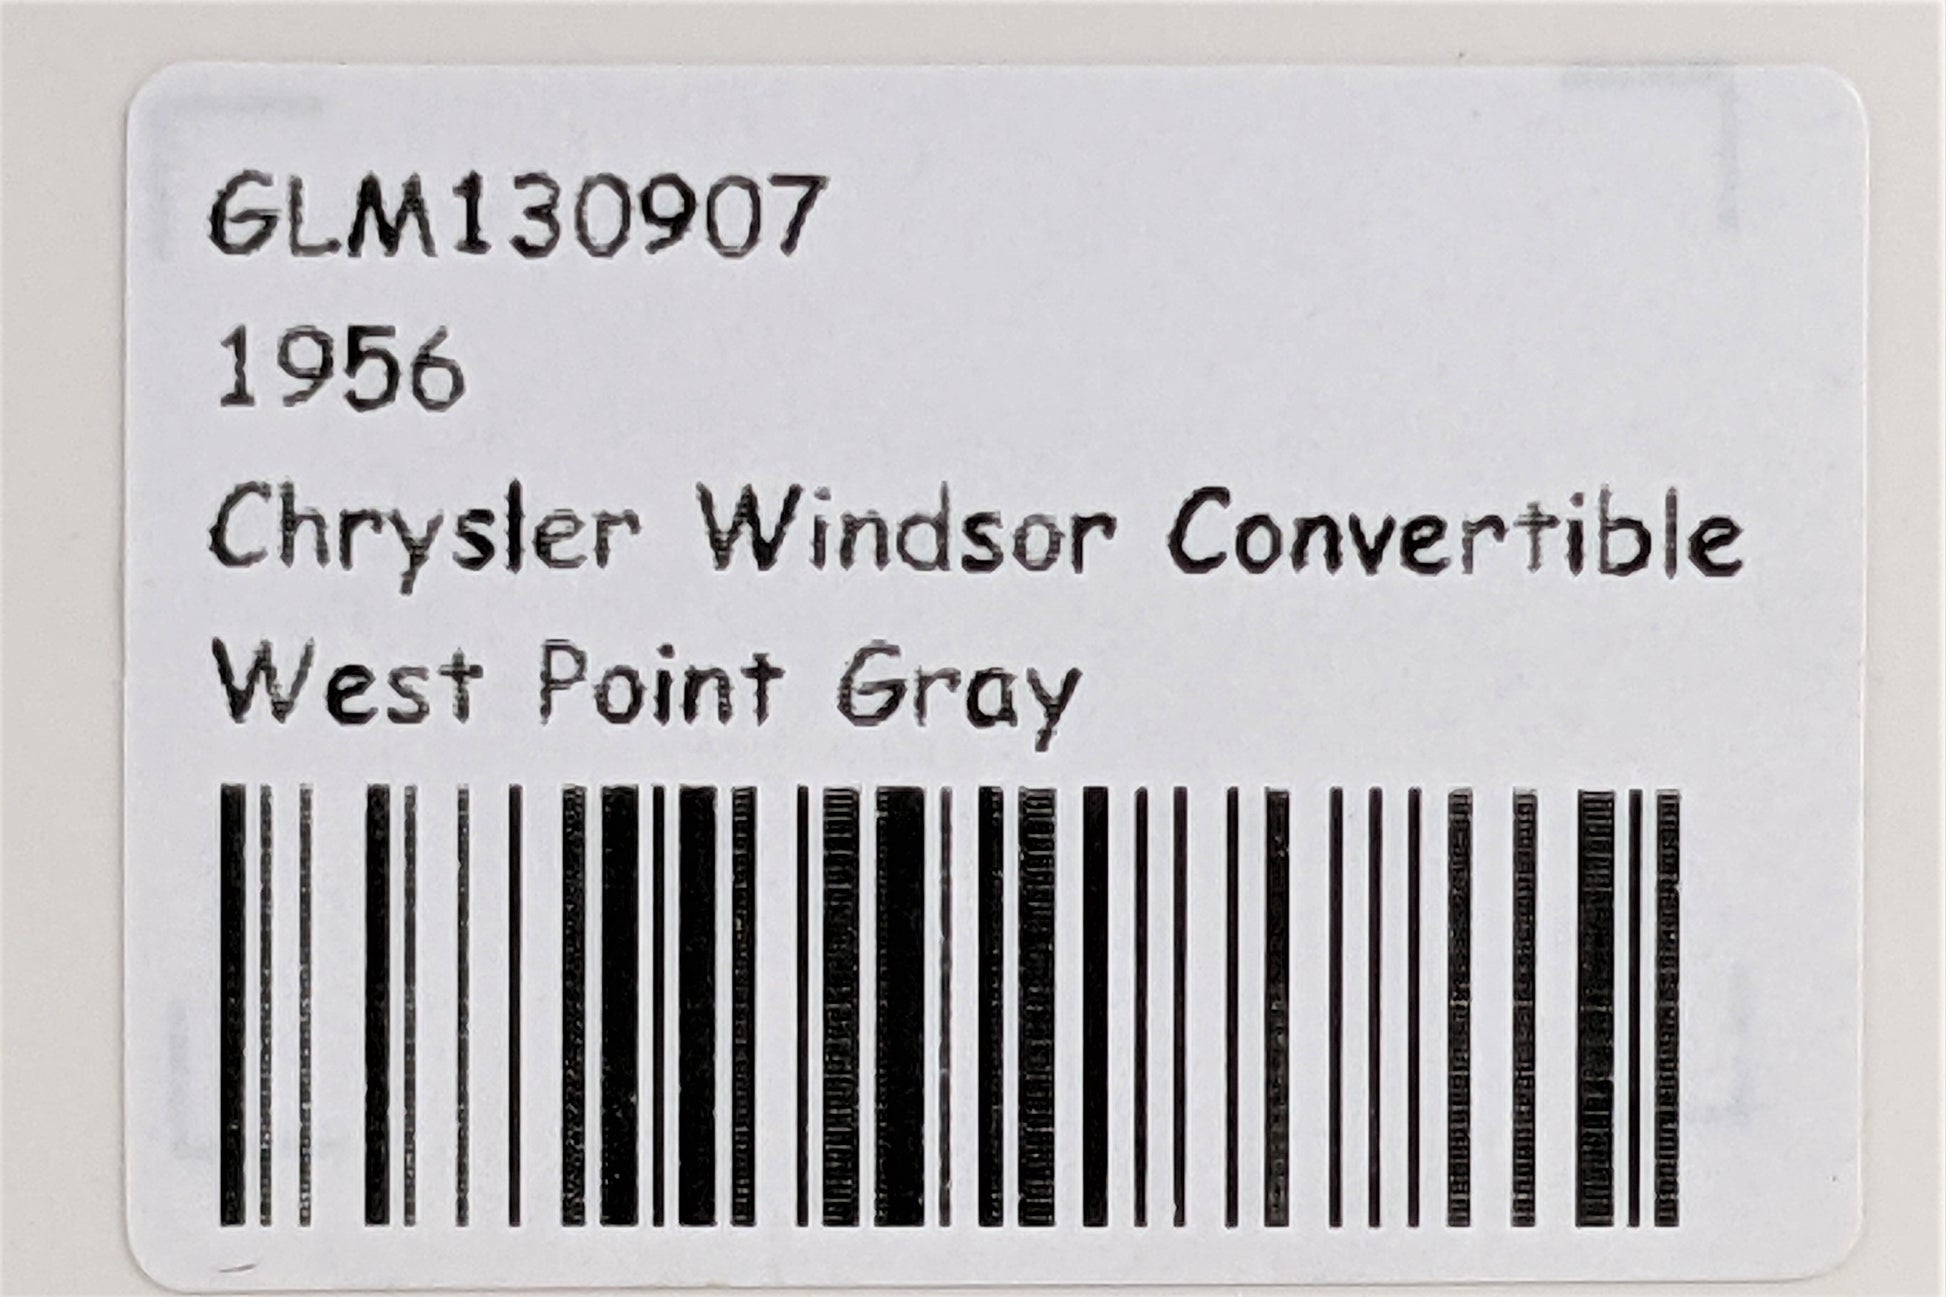 GLM130907
1956
Chrysler Windsor Convertible
West Point Gray